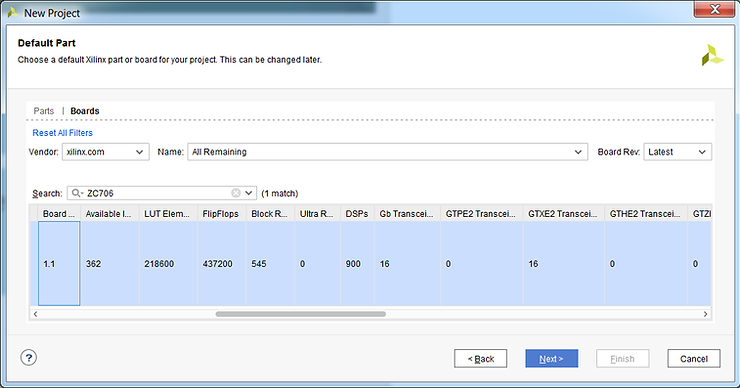 New Project
Default Part
Choose a default Xilinx part or board for your project. This can be changed later.
Parts | Boards
Reset All Filters
Vendor: xilinx.com Name: All Remaining Board Rev: Latest
Search: ZC706 (1 match)
Board ... Available I... LUT Elem... FlipFlops Block R... Ultra R... DSPs Gb Transcei... GTPE2 Transcei... GTXE2 Transcei... GTHE2 Transcei... GTZI
1.1 362 218600 437200 545 0 900 16 0 16 0 0
? < Back Next > Finish Cancel